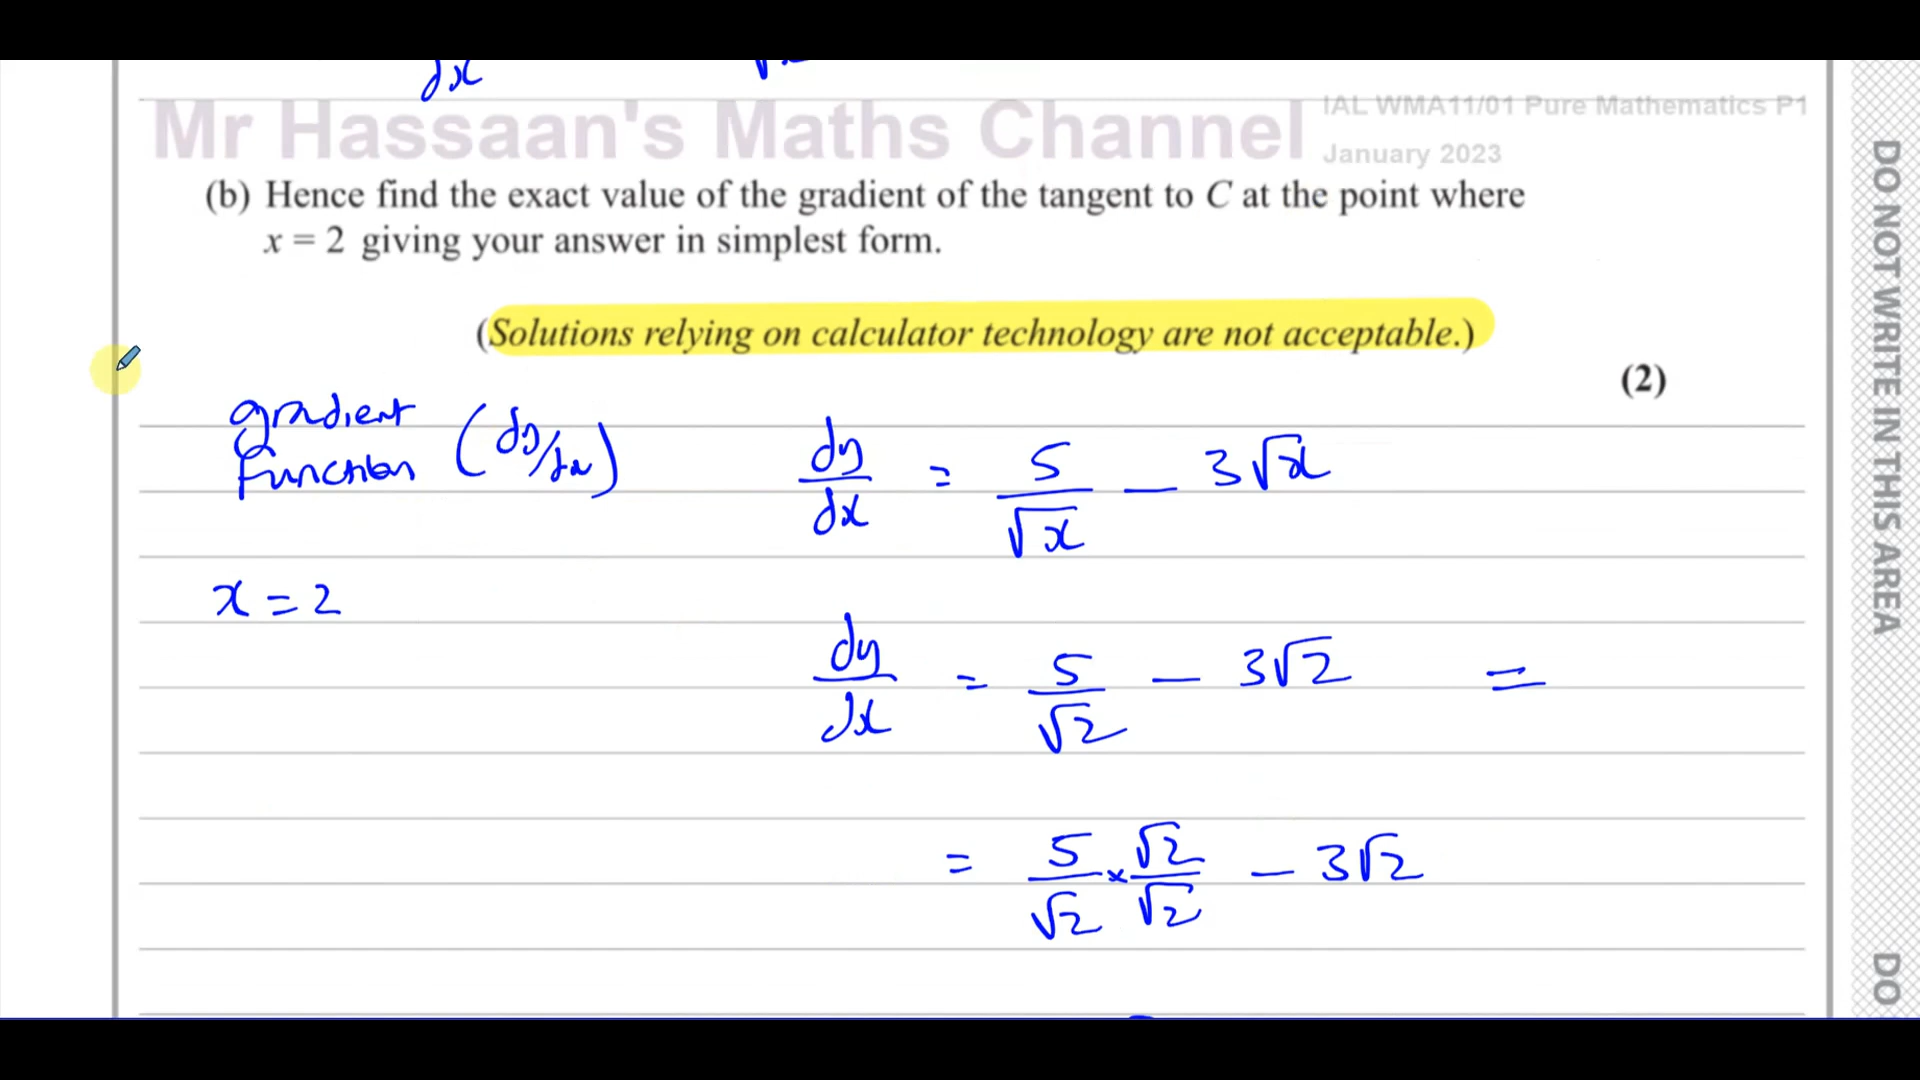 dx
Mr Hassaan's Maths Channel
IAL WMA11/01 Pure Mathematics P1
January 2023
(b) Hence find the exact value of the gradient of the tangent to C at the point where
x = 2 giving your answer in simplest form.
(Solutions relying on calculator technology are not acceptable.)
(2)
gradient
function (dy/dx)
dy/dx = 5/√x − 3√x
x = 2
dy/dx = 5/√2 − 3√2 =
= 5/√2 × √2/√2 − 3√2
DO NOT WRITE IN THIS AREA
DO